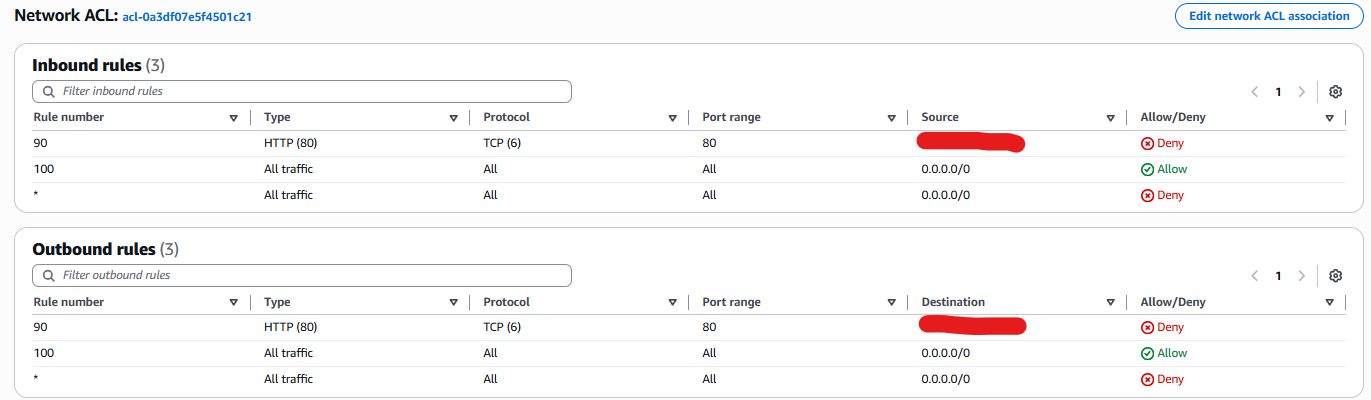 Network ACL: acl-0a3df07e5f4501c21 Edit network ACL association
Inbound rules (3)
Filter inbound rules 1
Rule number Type Protocol Port range Source Allow/Deny
90 HTTP (80) TCP (6) 80 Deny
100 All traffic All All 0.0.0.0/0 Allow
* All traffic All All 0.0.0.0/0 Deny
Outbound rules (3)
Filter outbound rules 1
Rule number Type Protocol Port range Destination Allow/Deny
90 HTTP (80) TCP (6) 80 Deny
100 All traffic All All 0.0.0.0/0 Allow
* All traffic All All 0.0.0.0/0 Deny